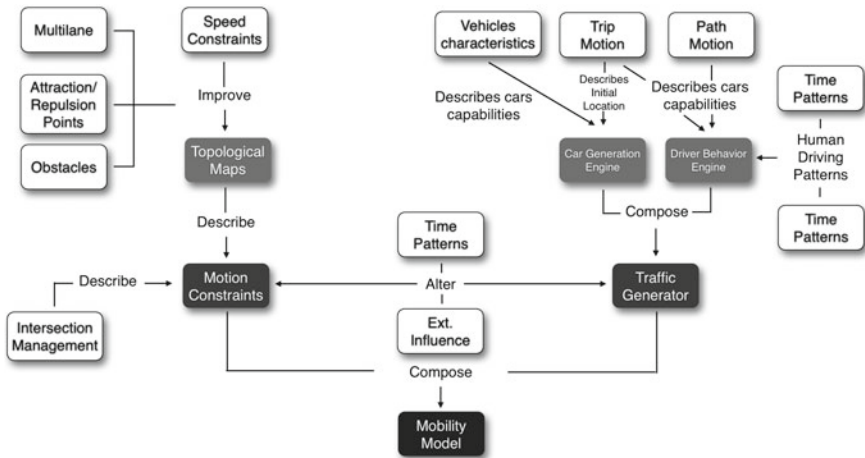 Multilane
Speed
Constraints
Vehicles
characteristics
Trip
Motion
Path
Motion
Attraction/
Repulsion
Points
Improve
Describes cars
capabilities
Describes
Initial
Location
Describes cars
capabilities
Time
Patterns
Obstacles
Topological
Maps
Car Generation
Engine
Driver Behavior
Engine
Human
Driving
Patterns
Describe
Compose
Time
Patterns
Time
Patterns
Describe
Motion
Constraints
Alter
Traffic
Generator
Intersection
Management
Ext.
Influence
Compose
Mobility
Model